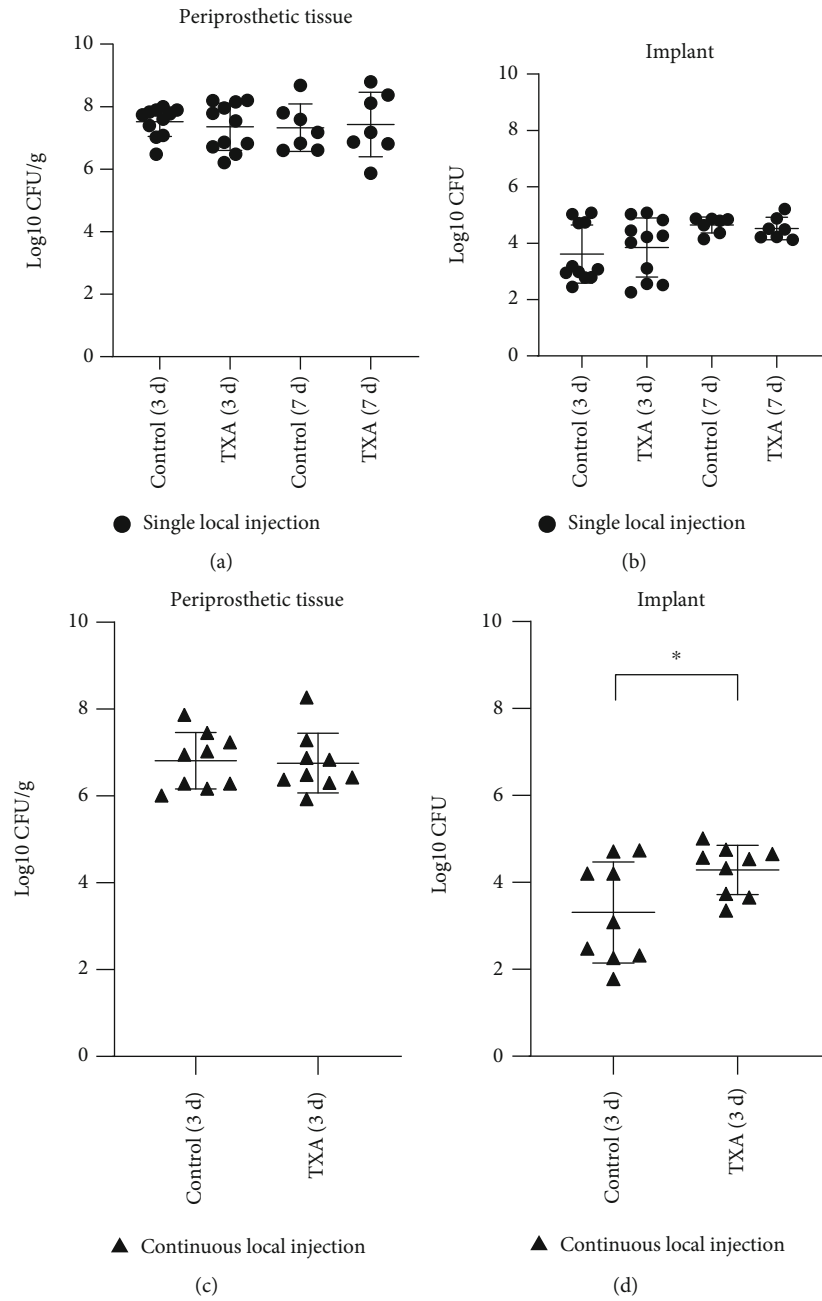 Periprosthetic tissue
10
8
6
4
2
0
Log10 CFU/g
Control (3 d)
TXA (3 d)
Control (7 d)
TXA (7 d)
Single local injection
(a)
Implant
10
8
6
4
2
0
Log10 CFU
Control (3 d)
TXA (3 d)
Control (7 d)
TXA (7 d)
Single local injection
(b)
Periprosthetic tissue
10
8
6
4
2
0
Log10 CFU/g
Control (3 d)
TXA (3 d)
Continuous local injection
(c)
Implant
10
8
6
4
2
0
Log10 CFU
*
Control (3 d)
TXA (3 d)
Continuous local injection
(d)